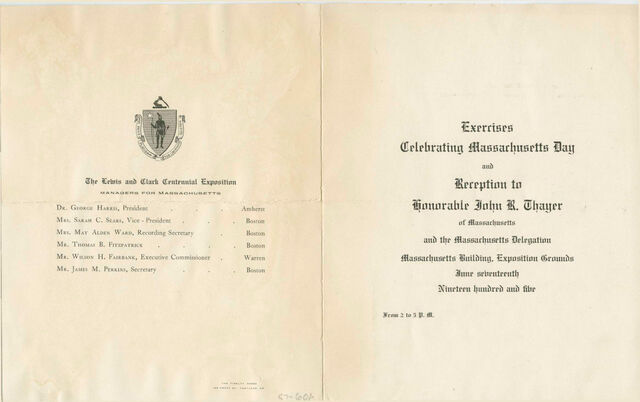 The Lewis and Clark Centennial Exposition
MANAGERS FOR MASSACHUSETTS
Dr. George Harris, President . . . Amherst
Mrs. Sarah C. Sears, Vice-President . . . Boston
Mrs. May Alden Ward, Recording Secretary . . Boston
Mr. Thomas B. Fitzpatrick . . . . Boston
Mr. Wilson H. Fairbank, Executive Commissioner . Warren
Mr. James M. Perkins, Secretary . . . Boston
Exercises
Celebrating Massachusetts Day
and
Reception to
Honorable John R. Thayer
of Massachusetts
and the Massachusetts Delegation
Massachusetts Building, Exposition Grounds
June seventeenth
Nineteen hundred and five
From 2 to 5 P. M.